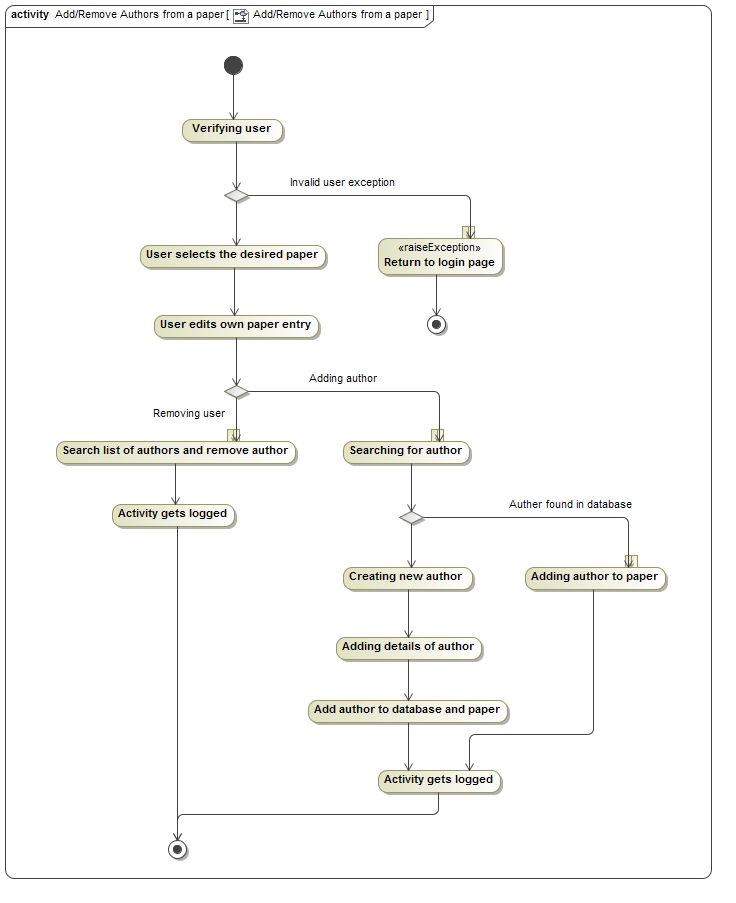 activity Add/Remove Authors from a paper [ Add/Remove Authors from a paper ]
Verifying user
Invalid user exception
User selects the desired paper
«raiseException»
Return to login page
User edits own paper entry
Adding author
Removing user
Search list of authors and remove author
Searching for author
Activity gets logged
Auther found in database
Creating new author
Adding author to paper
Adding details of author
Add author to database and paper
Activity gets logged